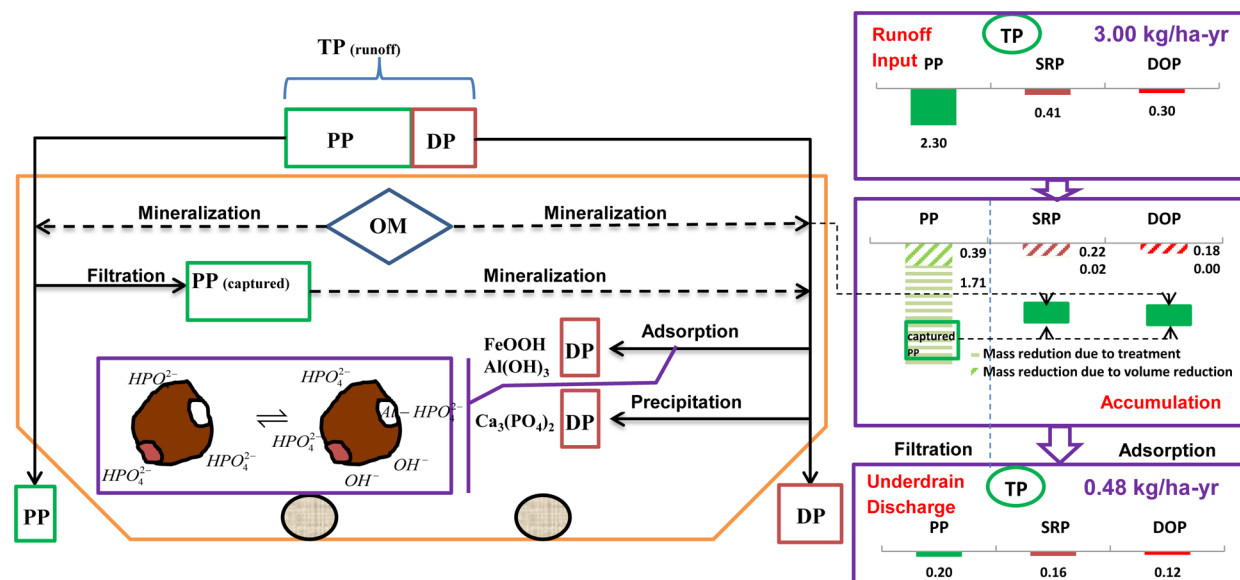 TP (runoff)
PP
DP
Mineralization
OM
Mineralization
Filtration
PP (captured)
Mineralization
FeOOH
Al(OH)3
DP
Adsorption
Ca3(PO4)2
DP
Precipitation
HPO₄²⁻
HPO₄²⁻
Al − HPO₄²⁻
⇌
HPO₄²⁻
HPO₄²⁻
HPO₄²⁻
OH⁻
OH⁻
PP
DP
Runoff
Input
TP
3.00 kg/ha-yr
PP
SRP
DOP
2.30
0.41
0.30
PP
SRP
DOP
0.39
0.22
0.18
0.02
0.00
1.71
captured
PP
Mass redution due to treatment
Mass reduction due to volume reduction
Accumulation
Filtration
Adsorption
Underdrain
Discharge
TP
0.48 kg/ha-yr
PP
SRP
DOP
0.20
0.16
0.12